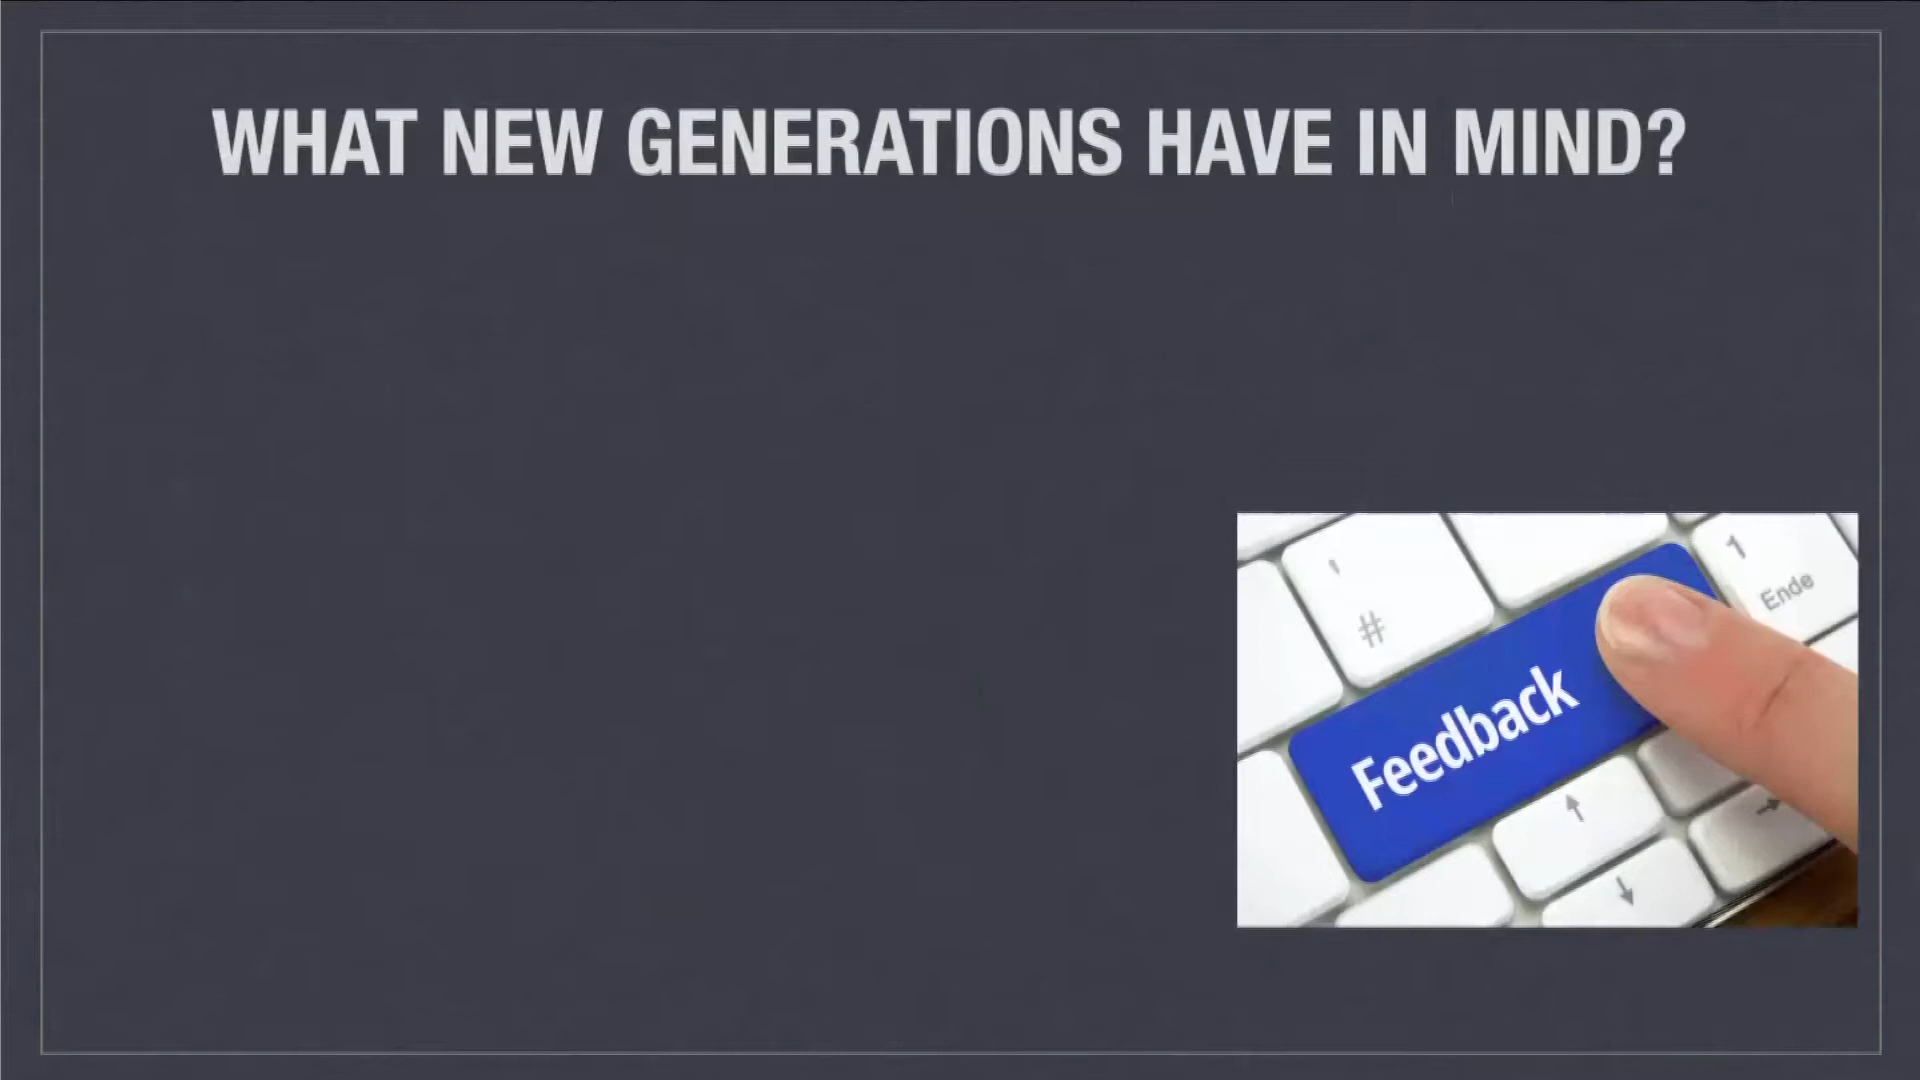 WHAT NEW GENERATIONS HAVE IN MIND?
'
#
1
Ende
Feedback
↑
→
↓